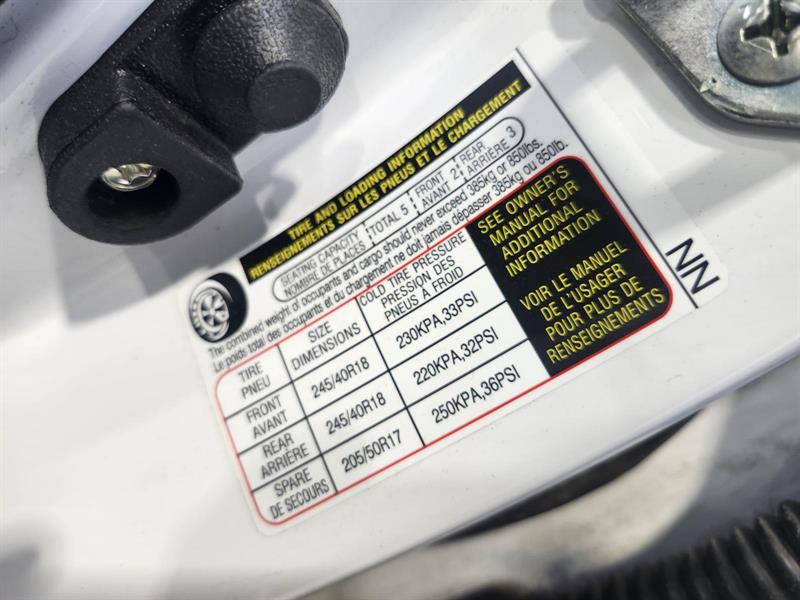 TIRE AND LOADING INFORMATION
RENSEIGNEMENTS SUR LES PNEUS ET LE CHARGEMENT
SEATING CAPACITY TOTAL 5 FRONT 2 REAR 3
NOMBRE DE PLACES AVANT ARRIÈRE
The combined weight of occupants and cargo should never exceed 385kg or 850lbs.
Le poids total des occupants et du chargement ne doit jamais dépasser 385kg ou 850lb.
TIRE SIZE COLD TIRE PRESSURE
PNEU DIMENSIONS PRESSION DES
PNEUS À FROID
FRONT 245/40R18 230KPA,33PSI
AVANT
REAR 245/40R18 220KPA,32PSI
ARRIÈRE
SPARE 205/50R17 250KPA,36PSI
DE SECOURS
SEE OWNER'S
MANUAL FOR
ADDITIONAL
INFORMATION
VOIR LE MANUEL
DE L'USAGER
POUR PLUS DE
RENSEIGNEMENTS
NN